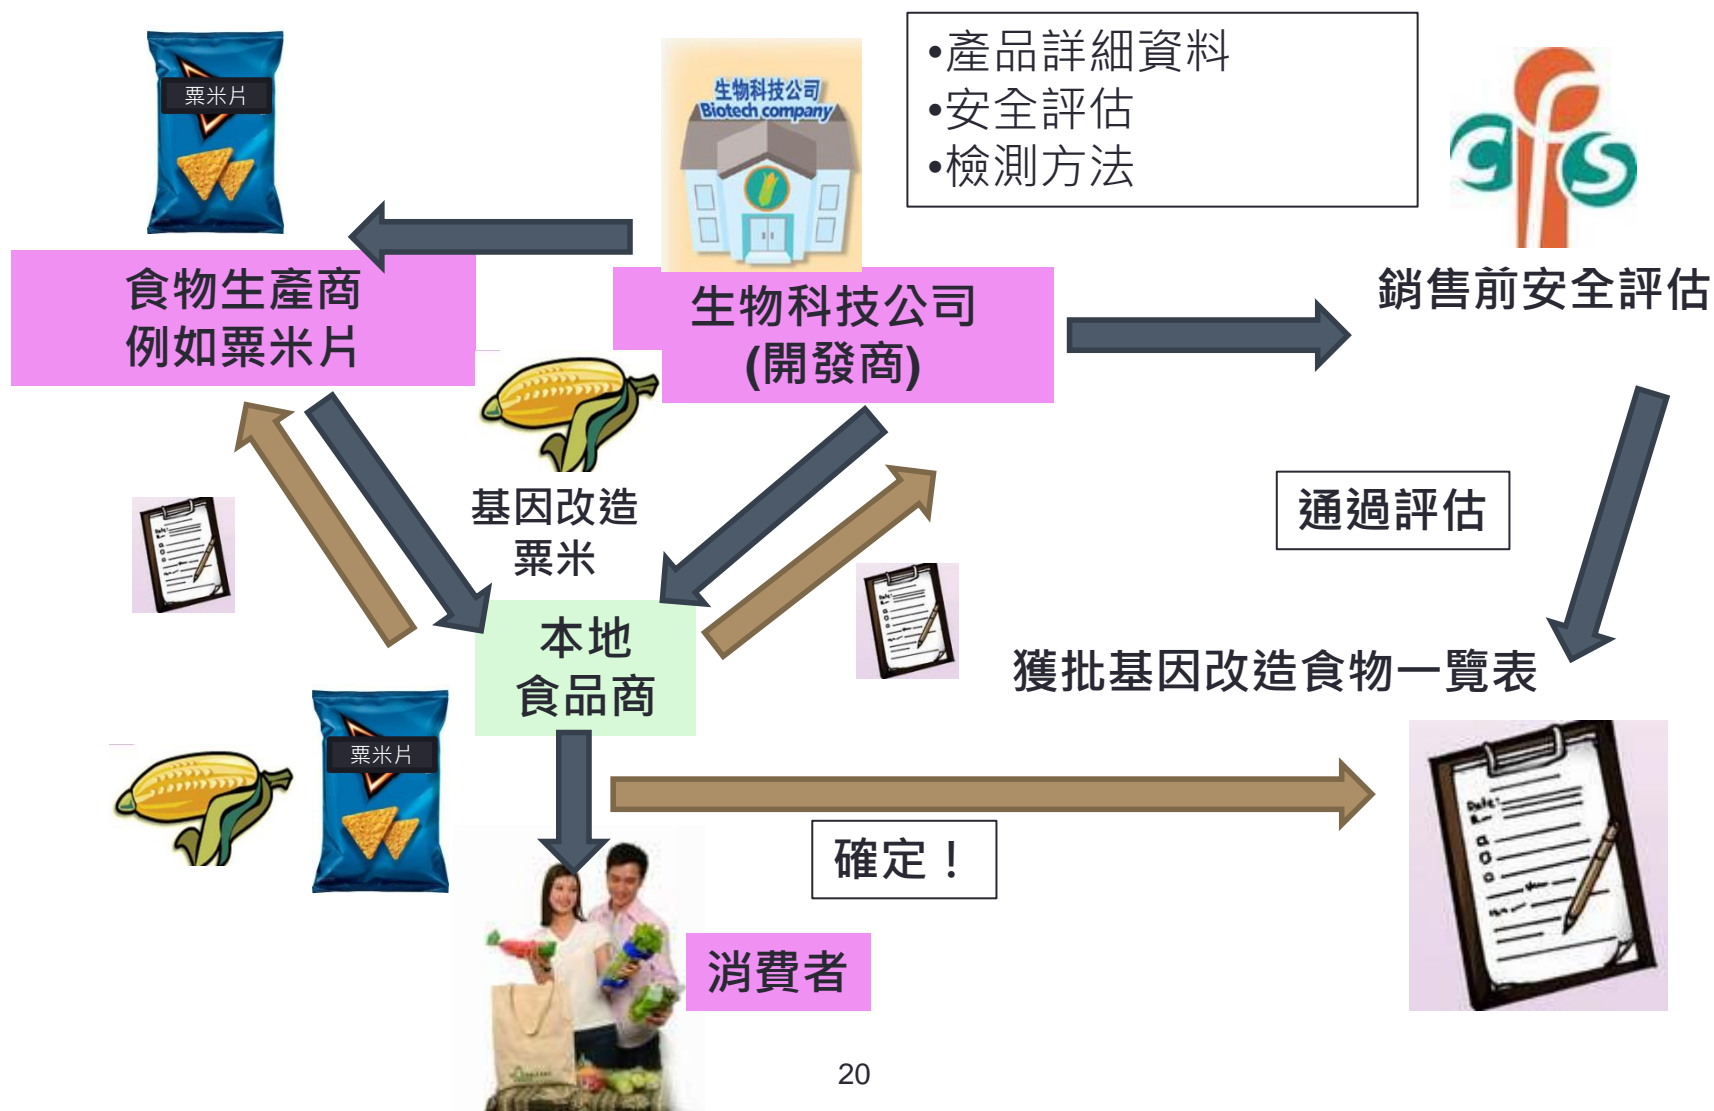 粟米片
生物科技公司
Biotech company
•產品詳細資料
•安全評估
•檢測方法
cfs
食物生產商
例如粟米片
生物科技公司
(開發商)
銷售前安全評估
基因改造
粟米
通過評估
本地
食品商
獲批基因改造食物一覽表
粟米片
Date:
確定！
消費者
20